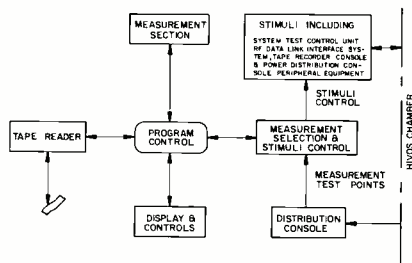 MEASUREMENT
SECTION
STIMULI INCLUDING
SYSTEM TEST CONTROL UNIT
RF DATA LINK INTERFACE SYS-
TEM, TAPE RECORDER CONSOLE
& POWER DISTRIBUTION CON-
SOLE PERIPHERAL EQUIPMENT
STIMULI
CONTROL
TAPE READER
PROGRAM
CONTROL
MEASUREMENT
SELECTION &
STIMULI CONTROL
MEASUREMENT
TEST POINTS
DISPLAY &
CONTROLS
DISTRIBUTION
CONSOLE
HIVOS CHAMBER